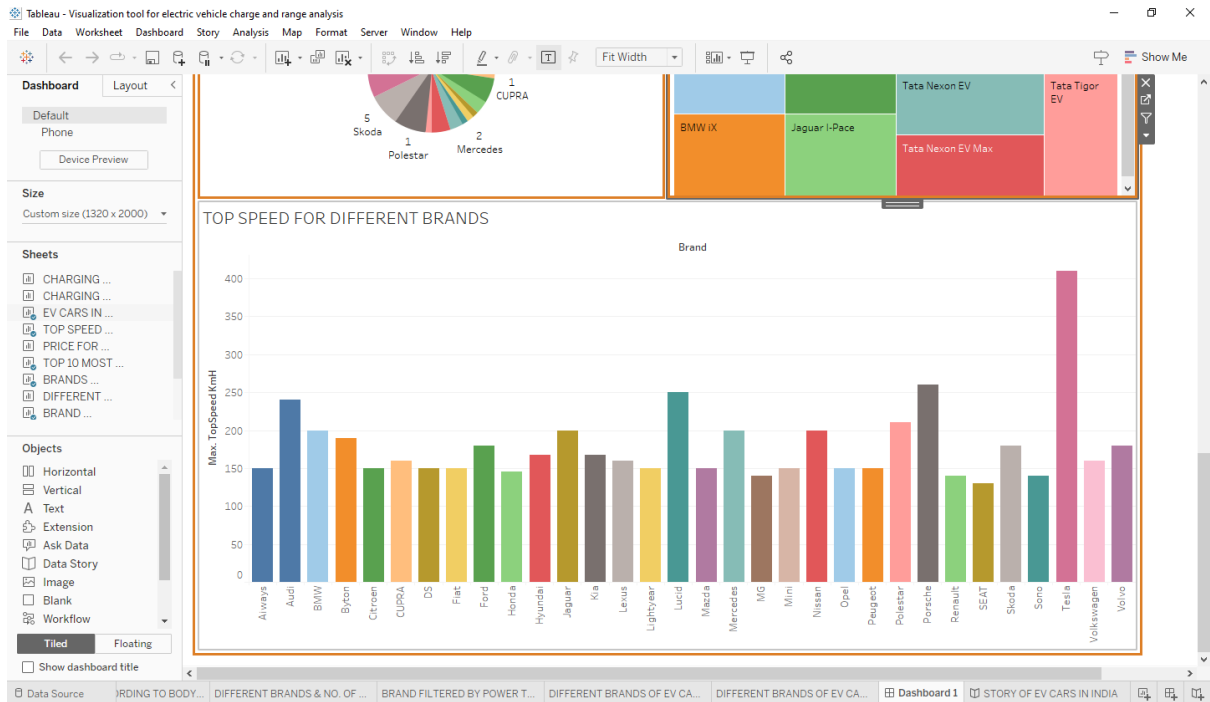 Tableau - Visualization tool for electric vehicle charge and range analysis
File Data Worksheet Dashboard Story Analysis Map Format Server Window Help
Fit Width
Show Me
Dashboard Layout
Default
Phone
Device Preview
Size
Custom size (1320 x 2000)
Sheets
CHARGING ...
CHARGING ...
EV CARS IN ...
TOP SPEED ...
PRICE FOR ...
TOP 10 MOST ...
BRANDS ...
DIFFERENT ...
BRAND ...
Objects
Horizontal
Vertical
A Text
Extension
Ask Data
Data Story
Image
Blank
Workflow
Tiled Floating
Show dashboard title
1
CUPRA
5
Skoda
1
Polestar
2
Mercedes
BMW iX
Jaguar I-Pace
Tata Nexon EV
Tata Nexon EV Max
Tata Tigor
EV
TOP SPEED FOR DIFFERENT BRANDS
Brand
Max. TopSpeed KmH
400
350
300
250
200
150
100
50
0
Aiways
Audi
BMW
Byton
Citroen
CUPRA
DS
Fiat
Ford
Honda
Hyundai
Jaguar
Kia
Lexus
Lightyear
Lucid
Mazda
Mercedes
MG
Mini
Nissan
Opel
Peugeot
Polestar
Porsche
Renault
SEAT
Skoda
Sono
Tesla
Volkswagen
Volvo
Data Source
RDING TO BODY...
DIFFERENT BRANDS & NO. OF ...
BRAND FILTERED BY POWER T...
DIFFERENT BRANDS OF EV CA...
DIFFERENT BRANDS OF EV CA...
Dashboard 1
STORY OF EV CARS IN INDIA